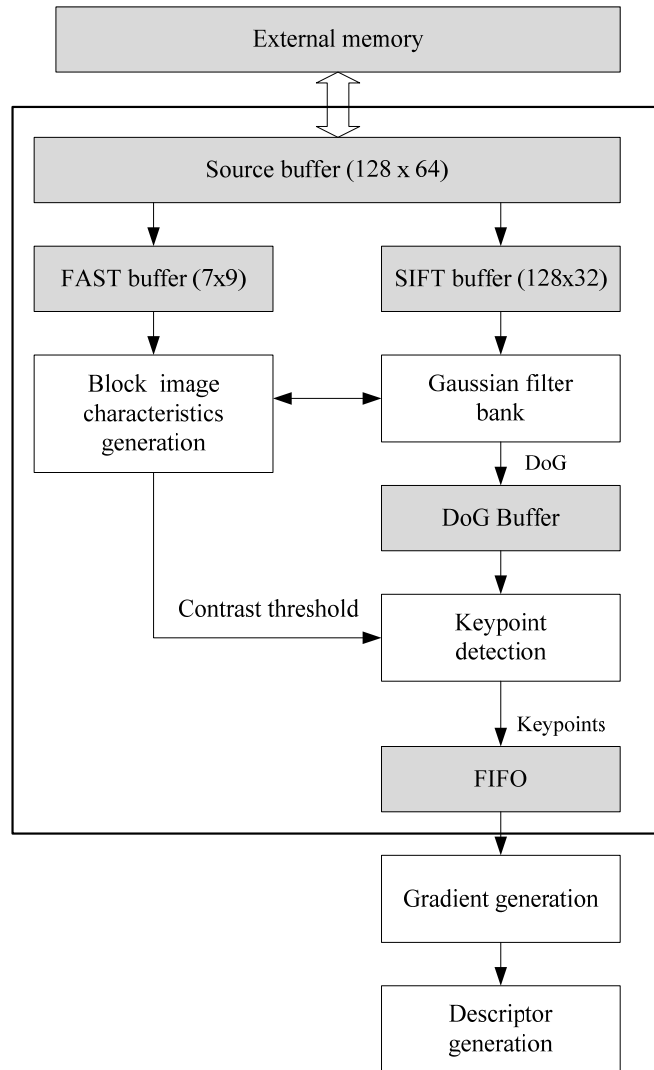 External memory
Source buffer (128 x 64)
FAST buffer (7x9)
SIFT buffer (128x32)
Block image
characteristics
generation
Gaussian filter
bank
DoG
DoG Buffer
Contrast threshold
Keypoint
detection
Keypoints
FIFO
Gradient generation
Descriptor
generation